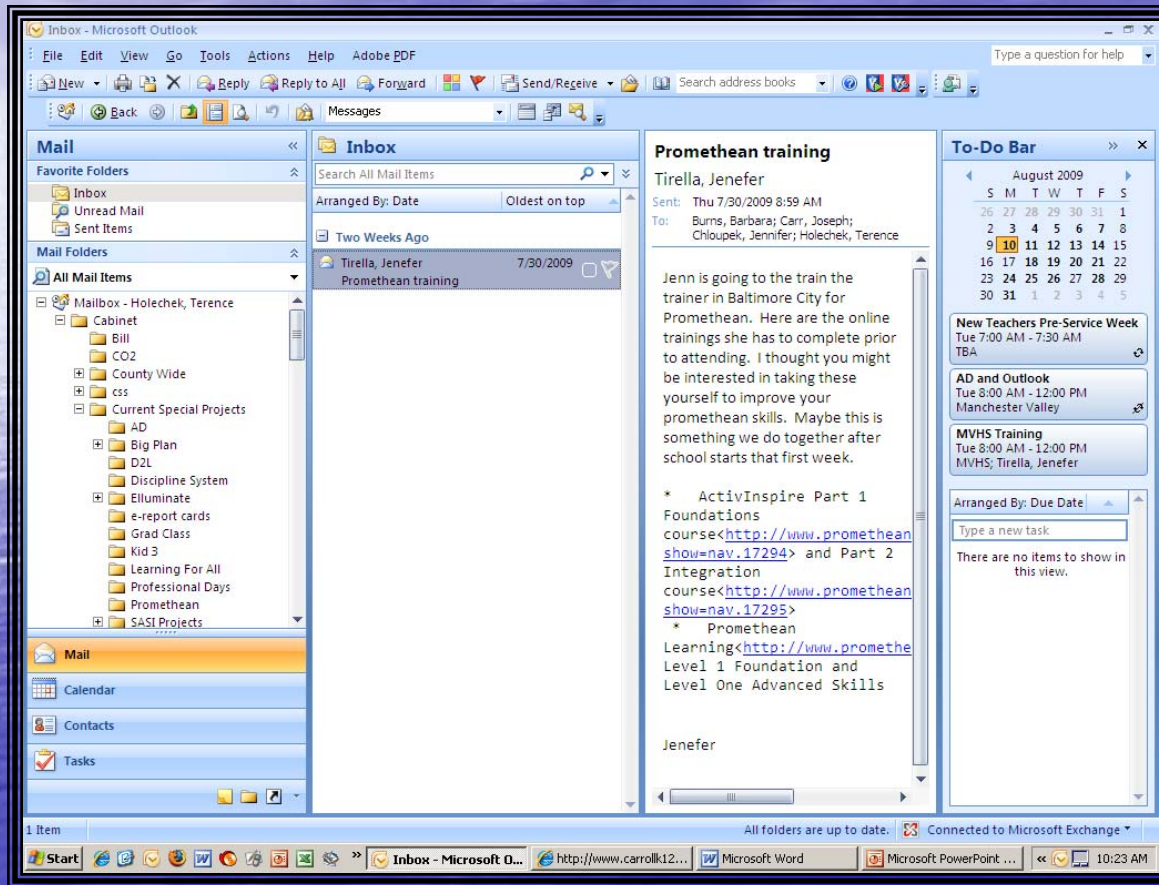 Inbox - Microsoft Outlook
File Edit View Go Tools Actions Help Adobe PDF
Type a question for help
New Reply Reply to All Forward Send/Receive Search address books
Back Messages
Mail
Favorite Folders
Inbox
Unread Mail
Sent Items
Mail Folders
All Mail Items
Mailbox - Holechek, Terence
Cabinet
Bill
CO2
County Wide
css
Current Special Projects
AD
Big Plan
D2L
Discipline System
Elluminate
e-report cards
Grad Class
Kid 3
Learning For All
Professional Days
Promethean
SASI Projects
Mail
Calendar
Contacts
Tasks
Inbox
Search All Mail Items
Arranged By: Date Oldest on top
Two Weeks Ago
Tirella, Jenefer 7/30/2009
Promethean training
Promethean training
Tirella, Jenefer
Sent: Thu 7/30/2009 8:59 AM
To: Burns, Barbara; Carr, Joseph;
Chloupek, Jennifer; Holechek, Terence
Jenn is going to the train the
trainer in Baltimore City for
Promethean. Here are the online
trainings she has to complete prior
to attending. I thought you might
be interested in taking these
yourself to improve your
promethean skills. Maybe this is
something we do together after
school starts that first week.
* ActivInspire Part 1
Foundations
course<http://www.promethean
show=nav.17294> and Part 2
Integration
course<http://www.promethean
show=nav.17295>
* Promethean
Learning<http://www.promethe
Level 1 Foundation and
Level One Advanced Skills
Jenefer
To-Do Bar
August 2009
S M T W T F S
26 27 28 29 30 31 1
2 3 4 5 6 7 8
9 10 11 12 13 14 15
16 17 18 19 20 21 22
23 24 25 26 27 28 29
30 31 1 2 3 4 5
New Teachers Pre-Service Week
Tue 7:00 AM - 7:30 AM
TBA
AD and Outlook
Tue 8:00 AM - 12:00 PM
Manchester Valley
MVHS Training
Tue 8:00 AM - 12:00 PM
MVHS; Tirella, Jenefer
Arranged By: Due Date
Type a new task
There are no items to show in
this view.
1 Item
All folders are up to date. Connected to Microsoft Exchange
Start Inbox - Microsoft O... http://www.carrollk12... Microsoft Word Microsoft PowerPoint ... 10:23 AM